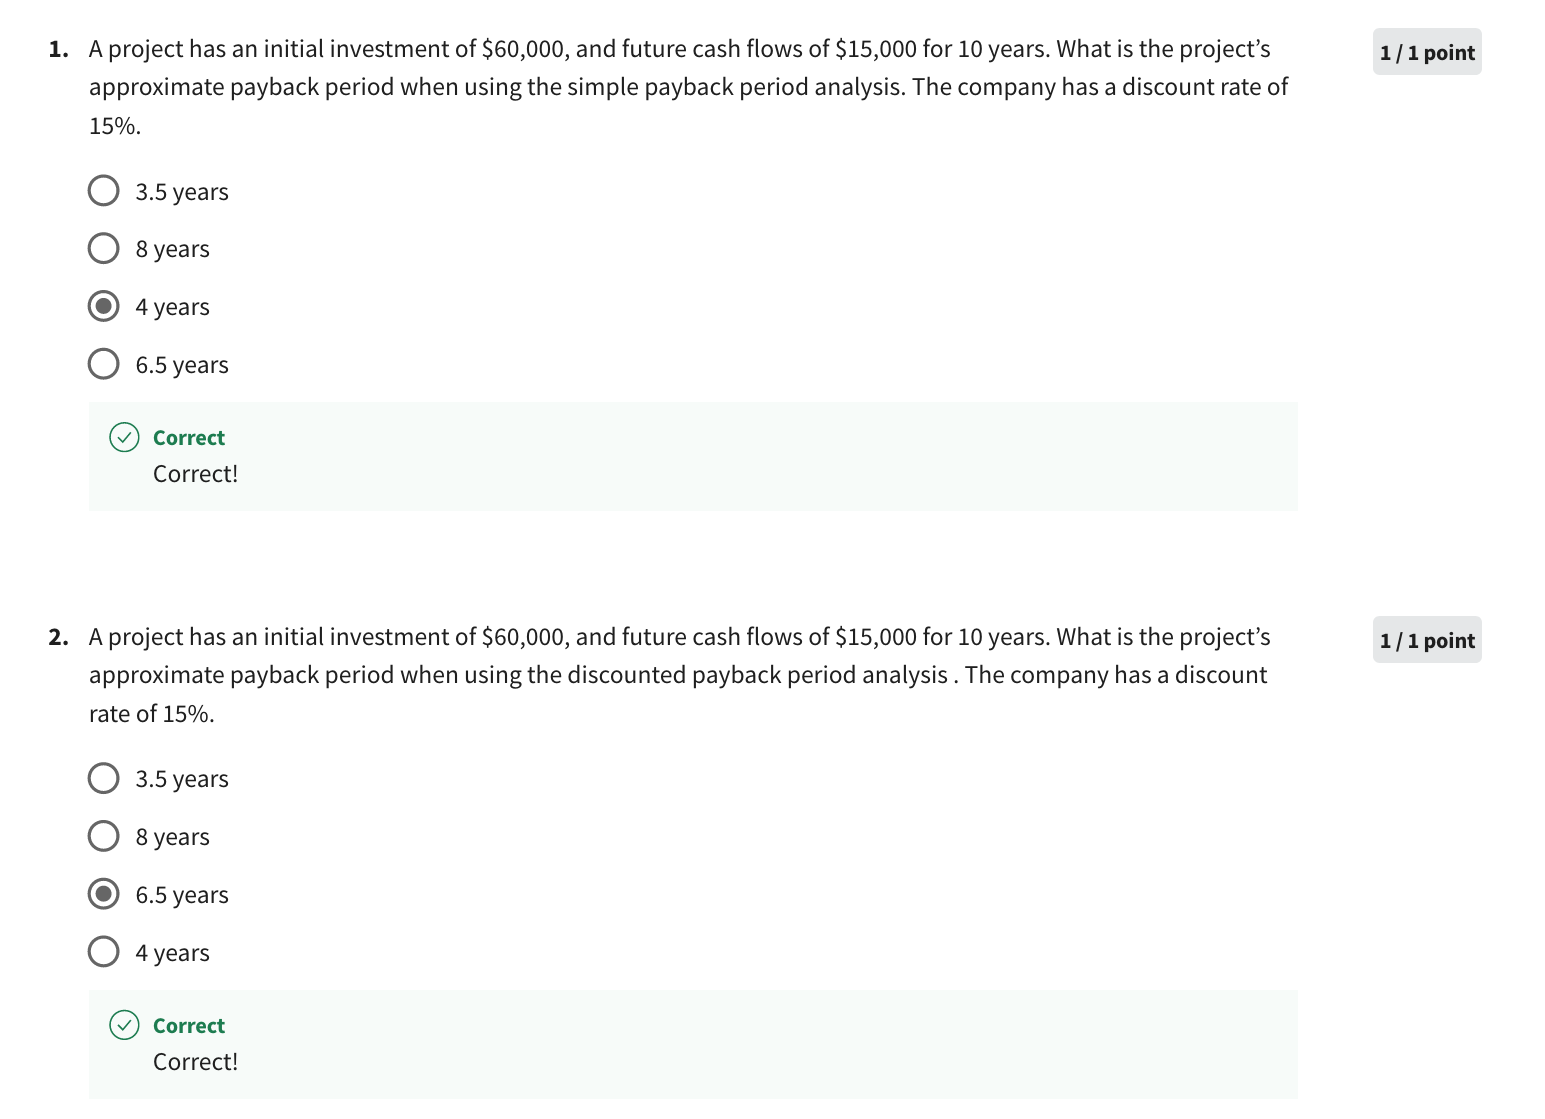 1. A project has an initial investment of $60,000, and future cash flows of $15,000 for 10 years. What is the project’s
1 / 1 point
approximate payback period when using the simple payback period analysis. The company has a discount rate of
15%.
3.5 years
8 years
4 years
6.5 years
Correct
Correct!
2. A project has an initial investment of $60,000, and future cash flows of $15,000 for 10 years. What is the project’s
1 / 1 point
approximate payback period when using the discounted payback period analysis . The company has a discount
rate of 15%.
3.5 years
8 years
6.5 years
4 years
Correct
Correct!